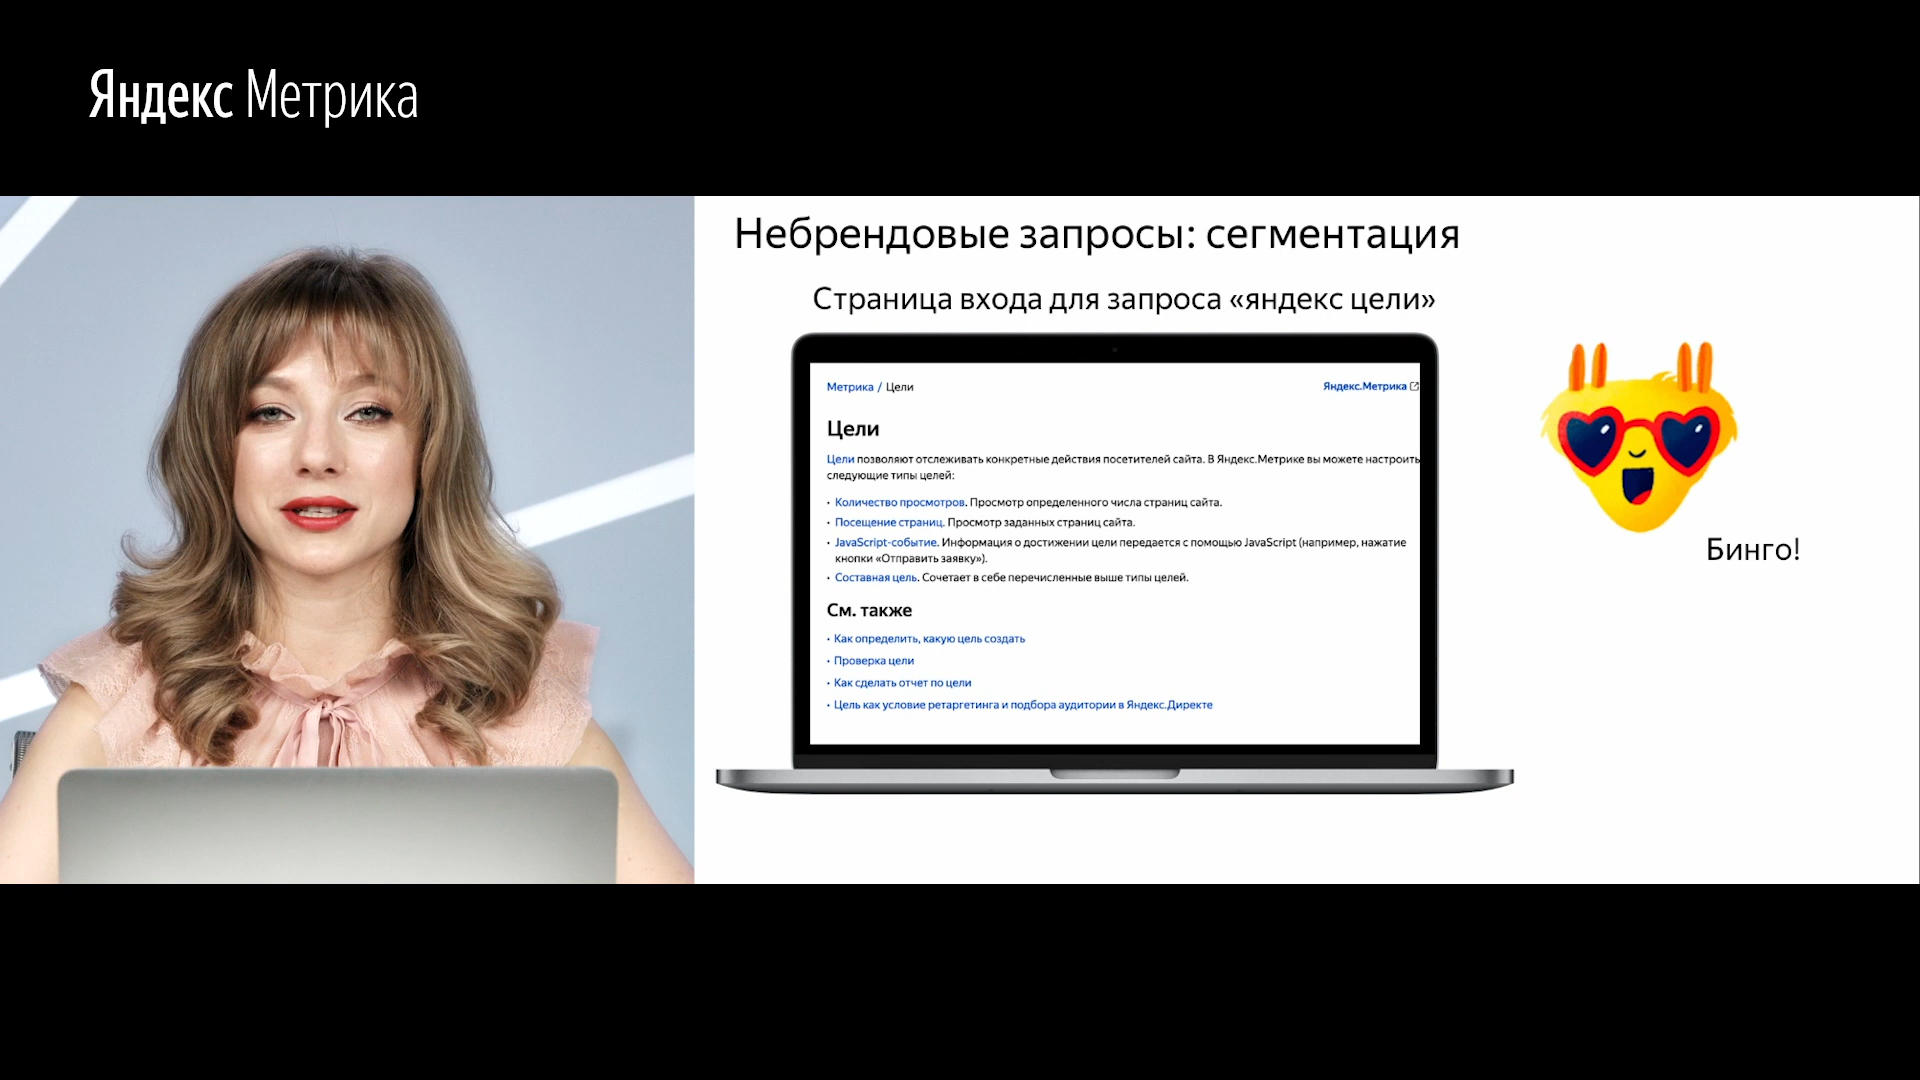 Яндекс Метрика
Небрендовые запросы: сегментация
Страница входа для запроса «яндекс цели»
Метрика / Цели
Яндекс.Метрика
Цели
Цели позволяют отслеживать конкретные действия посетителей сайта. В Яндекс.Метрике вы можете настроить
следующие типы целей:
• Количество просмотров. Просмотр определенного числа страниц сайта.
• Посещение страниц. Просмотр заданных страниц сайта.
• JavaScript-событие. Информация о достижении цели передается с помощью JavaScript (например, нажатие
кнопки «Отправить заявку»).
• Составная цель. Сочетает в себе перечисленные выше типы целей.
См. также
• Как определить, какую цель создать
• Проверка цели
• Как сделать отчет по цели
• Цель как условие ретаргетинга и подбора аудитории в Яндекс.Директе
Бинго!